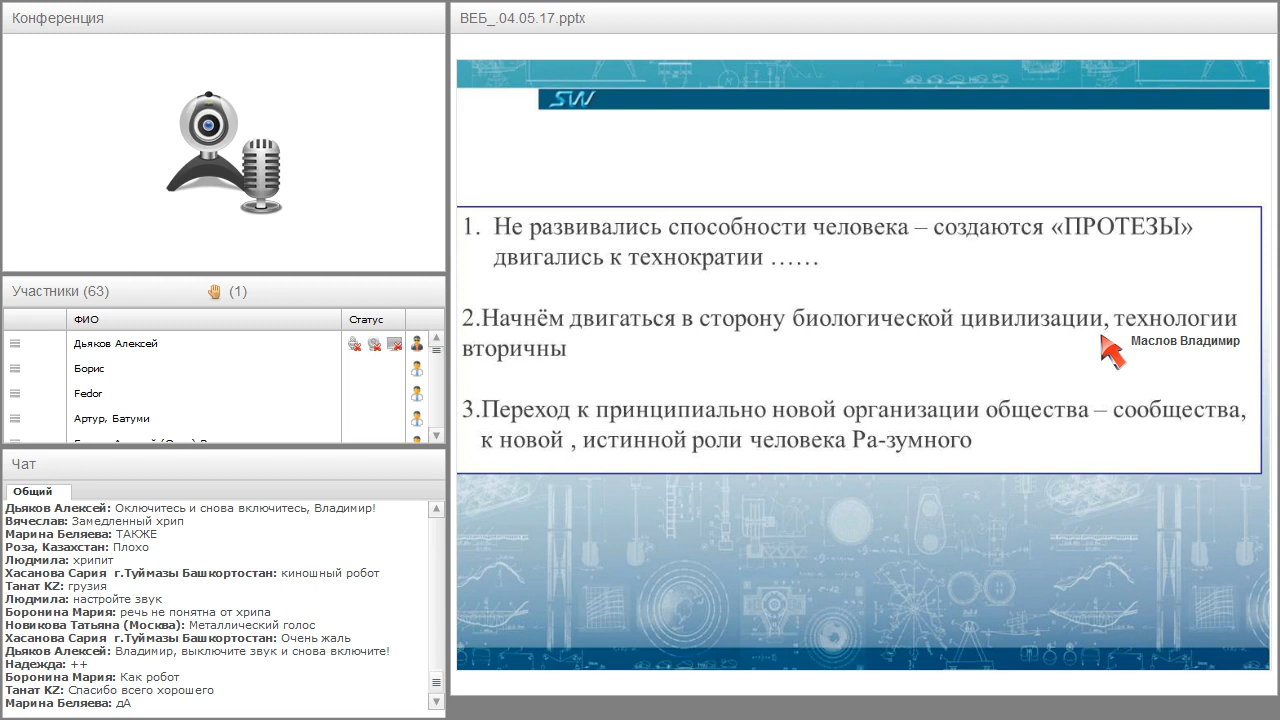 Конференция
Участники (63) (1)
ФИО Статус
Дьяков Алексей
Борис
Fedor
Артур, Батуми
Чат
Общий
Дьяков Алексей: Оключитесь и снова включитесь, Владимир!
Вячеслав: Замедленный хрип
Марина Беляева: ТАКЖЕ
Роза, Казахстан: Плохо
Людмила: хрипит
Хасанова Сария г.Туймазы Башкортостан: киношный робот
Танат KZ: грузия
Людмила: настройте звук
Боронина Мария: речь не понятна от хрипа
Новикова Татьяна (Москва): Металлический голос
Хасанова Сария г.Туймазы Башкортостан: Очень жаль
Дьяков Алексей: Владимир, выключите звук и снова включите!
Надежда: ++
Боронина Мария: Как робот
Танат KZ: Спасибо всего хорошего
Марина Беляева: дА
ВЕБ_.04.05.17.pptx
SW
1. Не развивались способности человека – создаются «ПРОТЕЗЫ»
двигались к технократии ……
2.Начнём двигаться в сторону биологической цивилизации, технологии
вторичны
Маслов Владимир
3.Переход к принципиально новой организации общества – сообщества,
к новой , истинной роли человека Ра-зумного